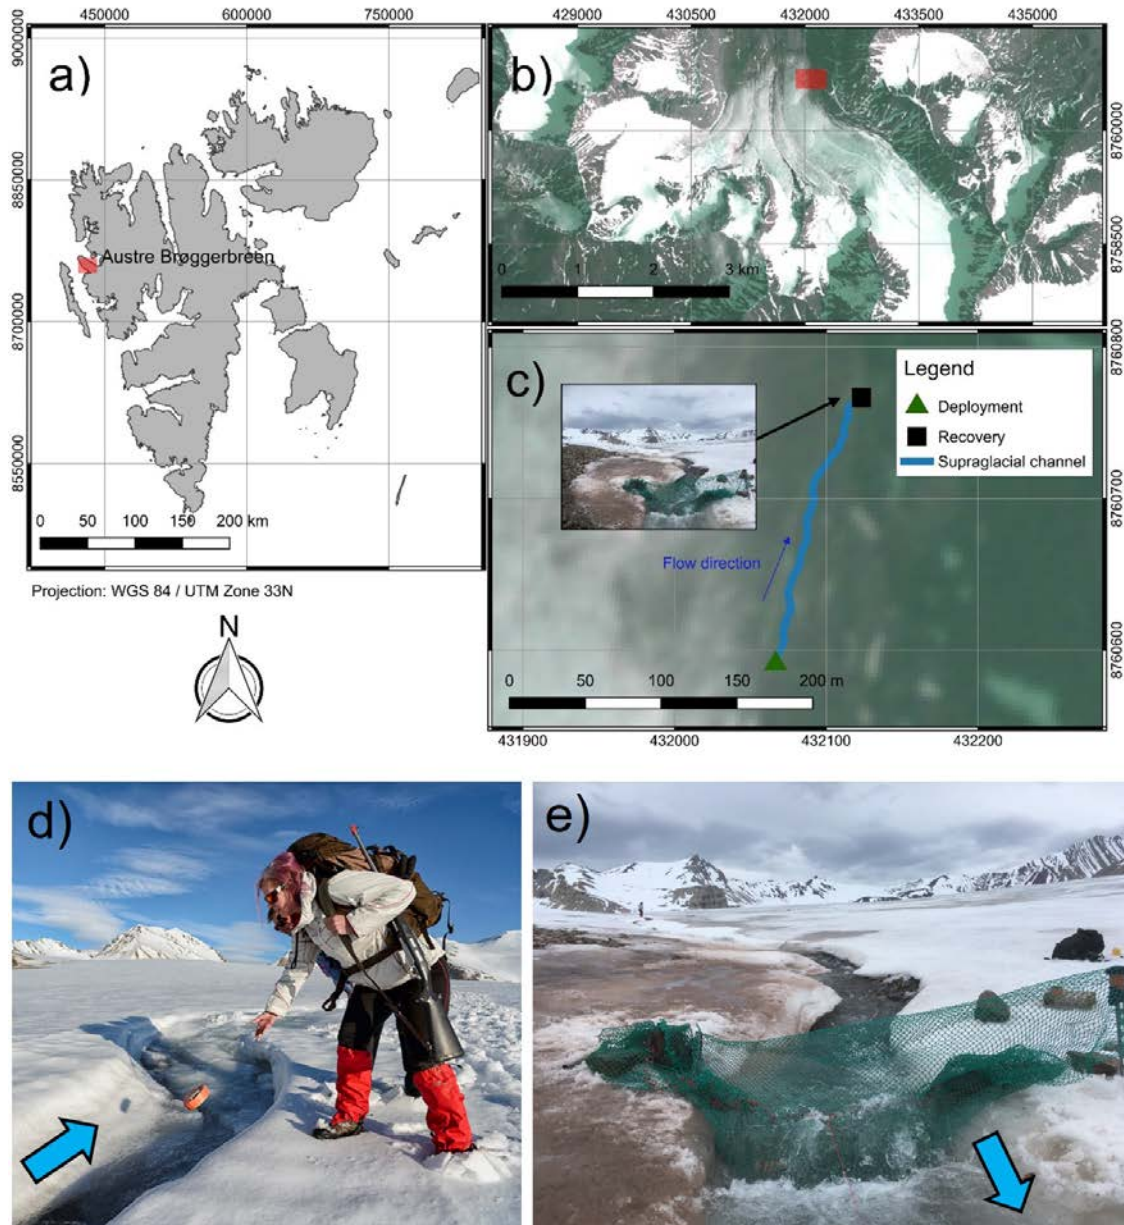 450000 600000 750000
a)
9000000
8850000
8700000
8550000
Austre Brøggerbreen
0 50 100 150 200 km
Projection: WGS 84 / UTM Zone 33N
N
429000 430500 432000 433500 435000
b)
8760000
8758500
0 1 2 3 km
c)
8760800
8760700
8760600
Legend
Deployment
Recovery
Supraglacial channel
Flow direction
0 50 100 150 200 m
431900 432000 432100 432200
d)
e)